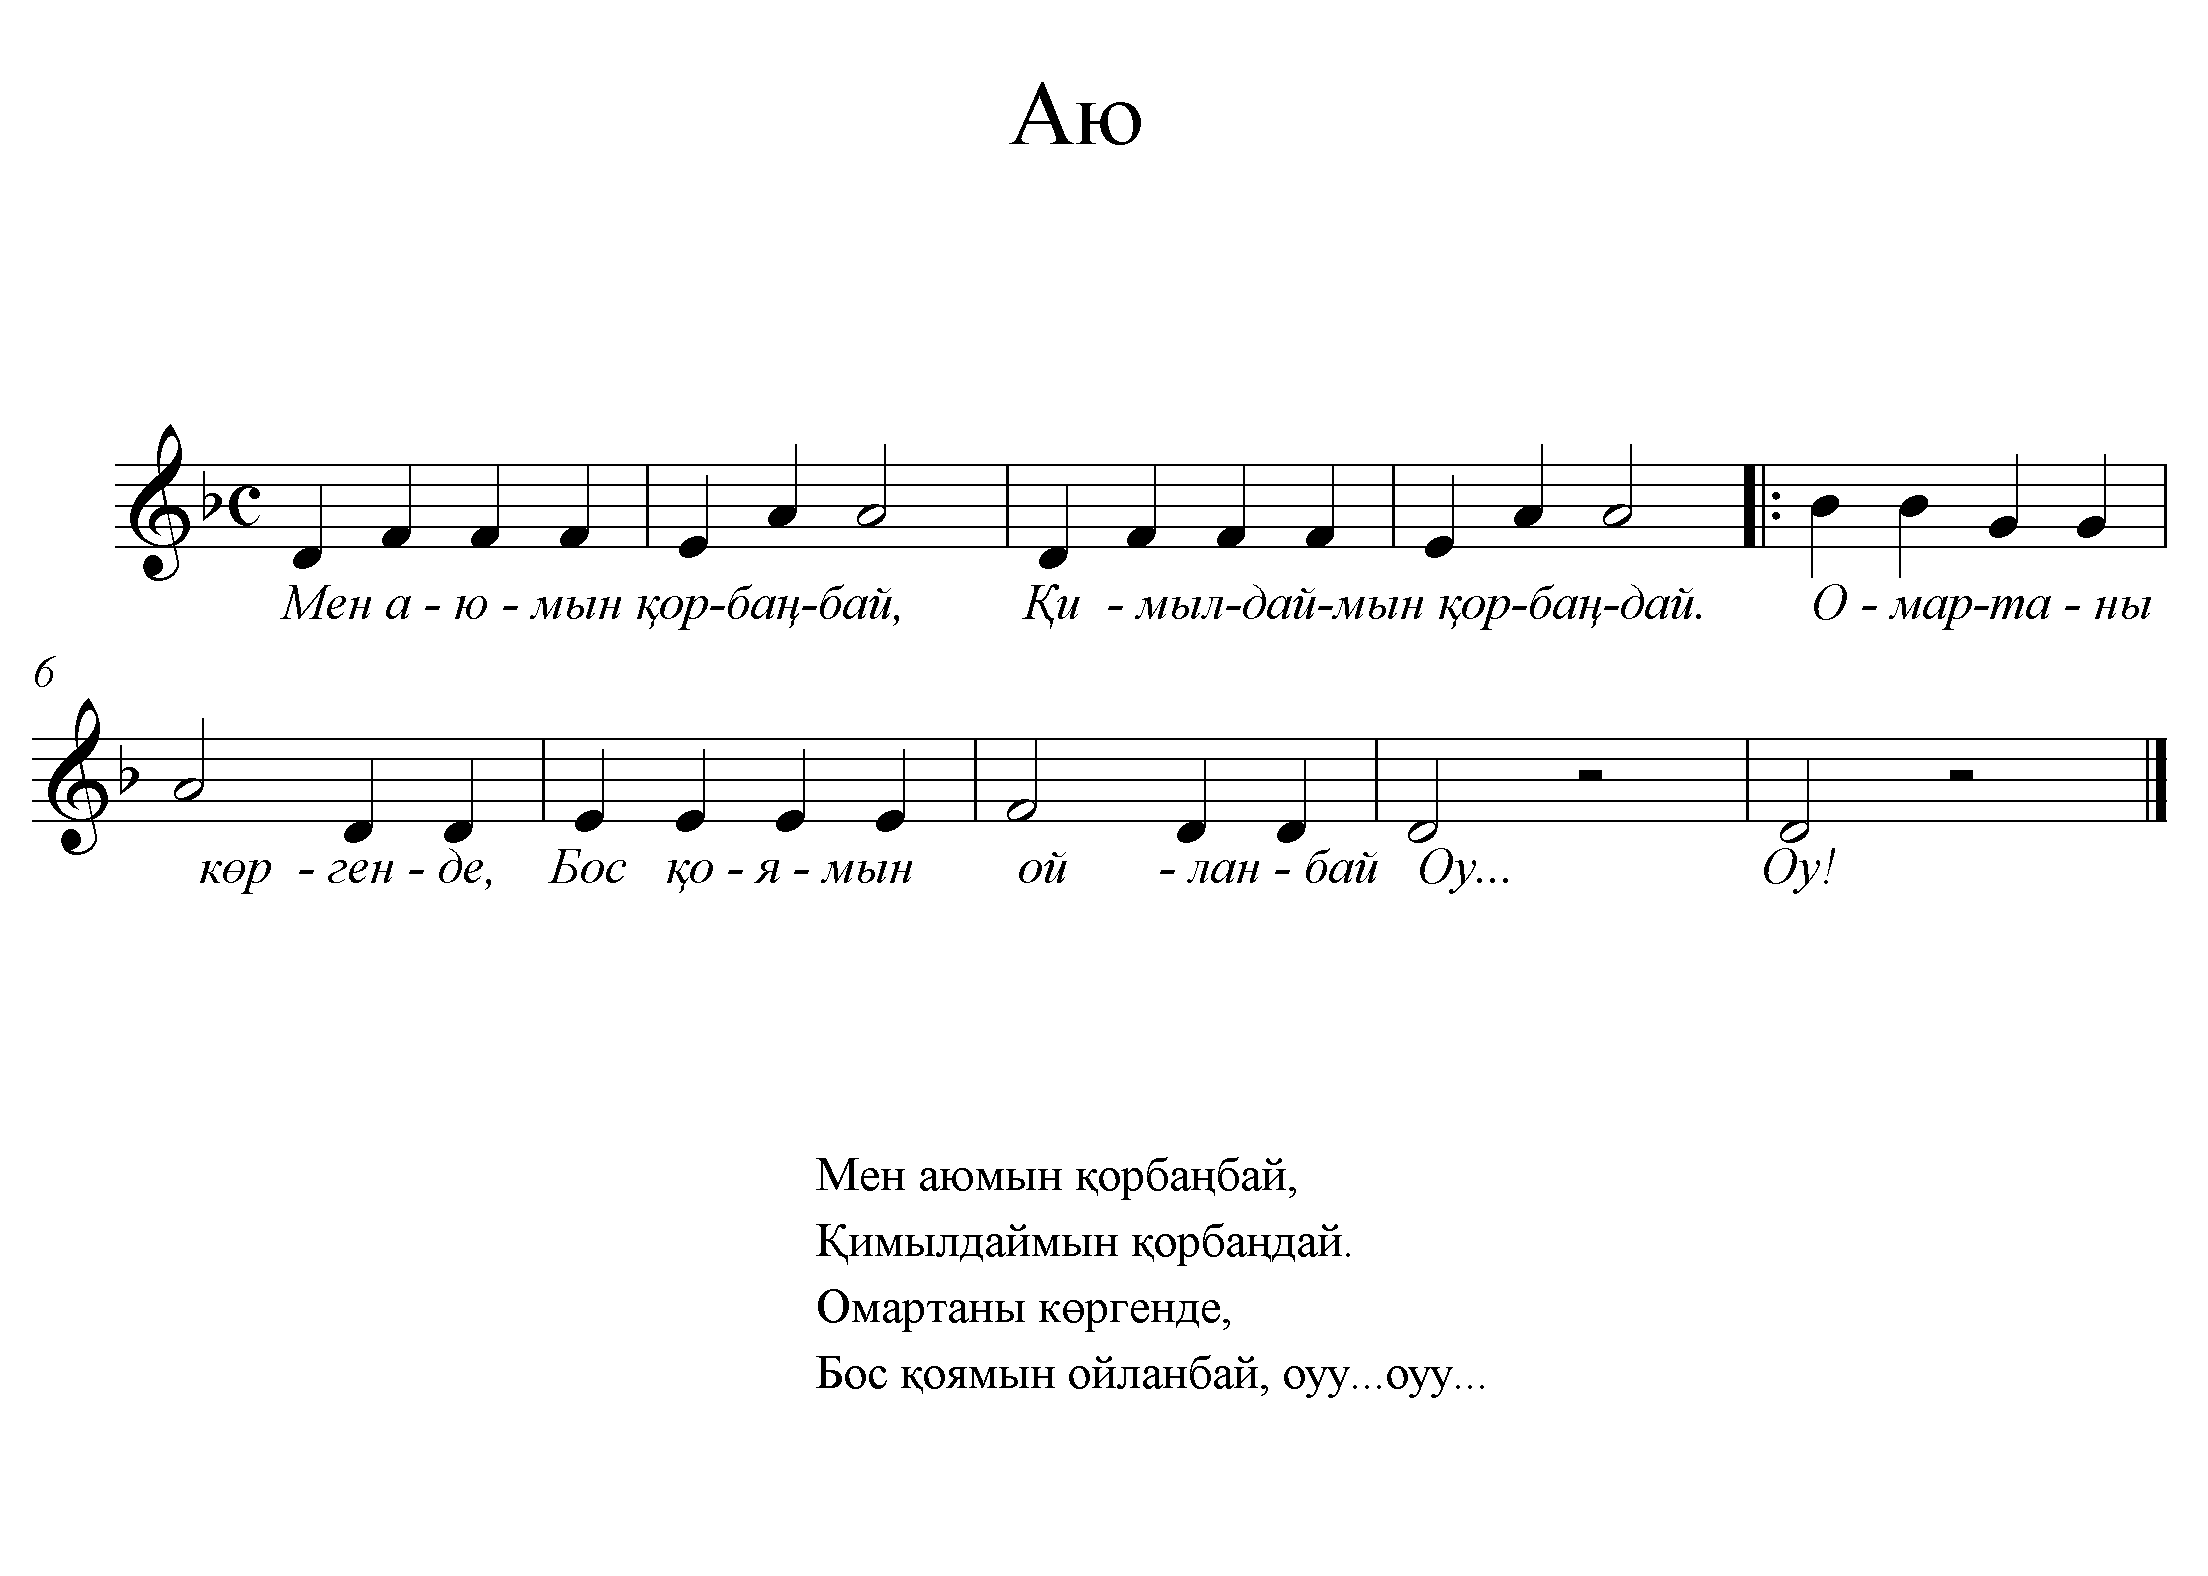 Аю
Мен а - ю - мын қор-баң-бай, Қи - мыл-дай-мын қор-баң-дай. О - мар-та - ны
6
көр - ген - де, Бос қо - я - мын ой - лан - бай Оу... Оу!
Мен аюмын қорбаңбай,
Қимылдаймын қорбаңдай.
Омартаны көргенде,
Бос қоямын ойланбай, оуу...оуу...